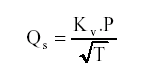 Qs = Kv.P / √T